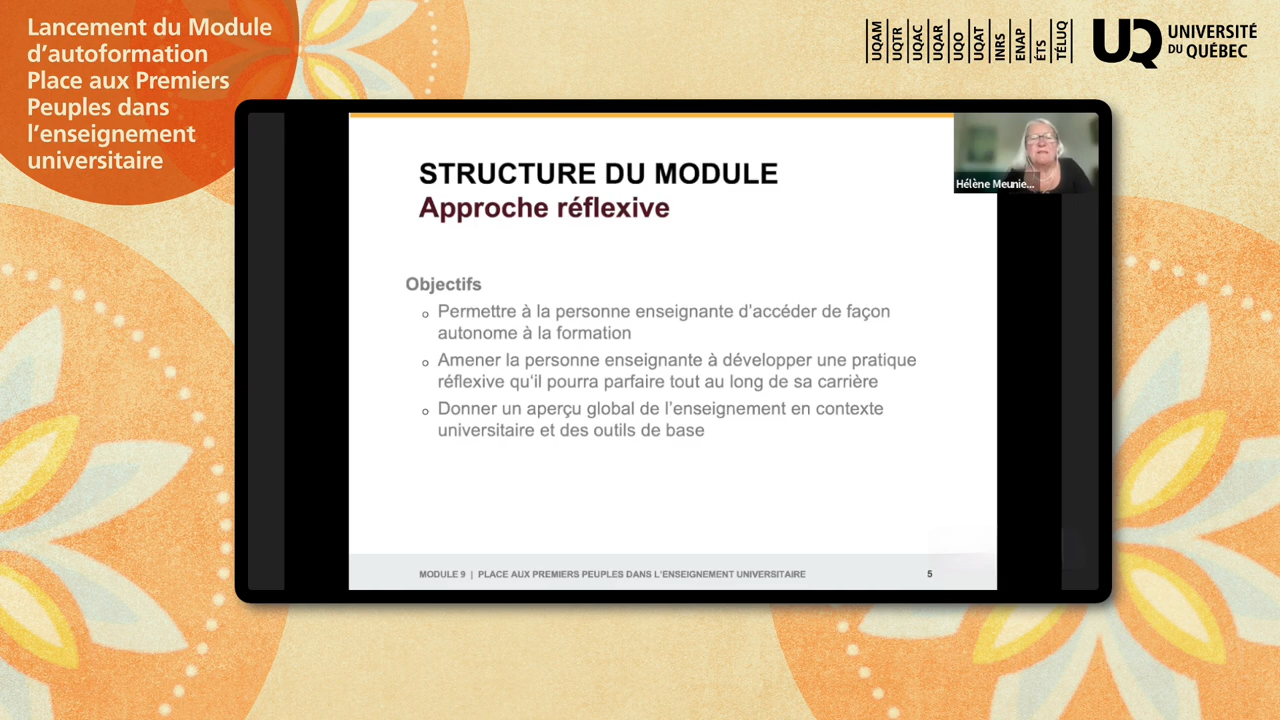 Lancement du Module
d’autoformation
Place aux Premiers
Peuples dans
l’enseignement
universitaire
UQAM
UQTR
UQAC
UQAR
UQO
UQAT
INRS
ENAP
ÉTS
TÉLUQ
UQ
UNIVERSITÉ
DU QUÉBEC
Hélène Meunie...
STRUCTURE DU MODULE
Approche réflexive
Objectifs
Permettre à la personne enseignante d’accéder de façon
autonome à la formation
Amener la personne enseignante à développer une pratique
réflexive qu’il pourra parfaire tout au long de sa carrière
Donner un aperçu global de l’enseignement en contexte
universitaire et des outils de base
MODULE 9 | PLACE AUX PREMIERS PEUPLES DANS L’ENSEIGNEMENT UNIVERSITAIRE
5